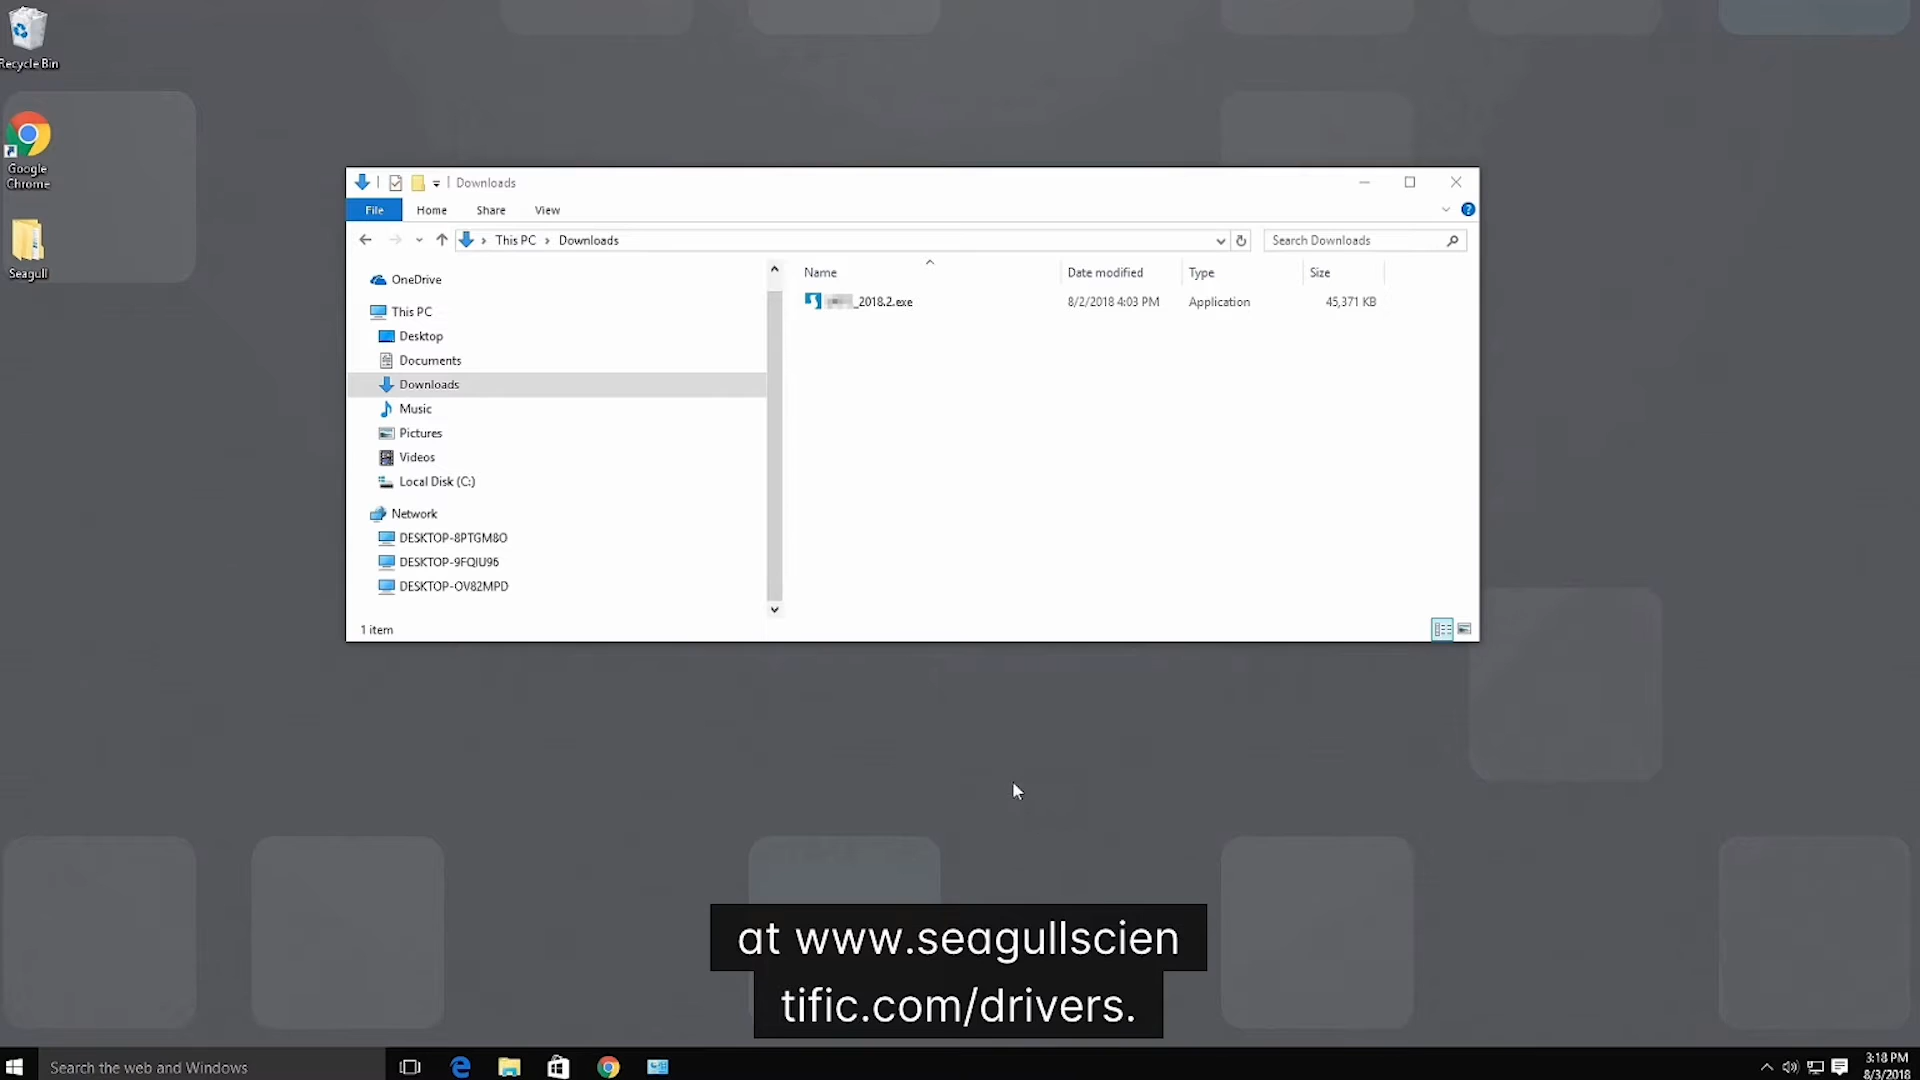 Recycle Bin
Google
Chrome
Seagull
Downloads
File Home Share View
This PC Downloads
Search Downloads
OneDrive
This PC
Desktop
Documents
Downloads
Music
Pictures
Videos
Local Disk (C:)
Network
DESKTOP-8PTGM8O
DESKTOP-9FQIU96
DESKTOP-OV82MPD
Name Date modified Type Size
_2018.2.exe 8/2/2018 4:03 PM Application 45,371 KB
1 item
at www.seagullscien
tific.com/drivers.
Search the web and Windows
3:18 PM
8/3/2018